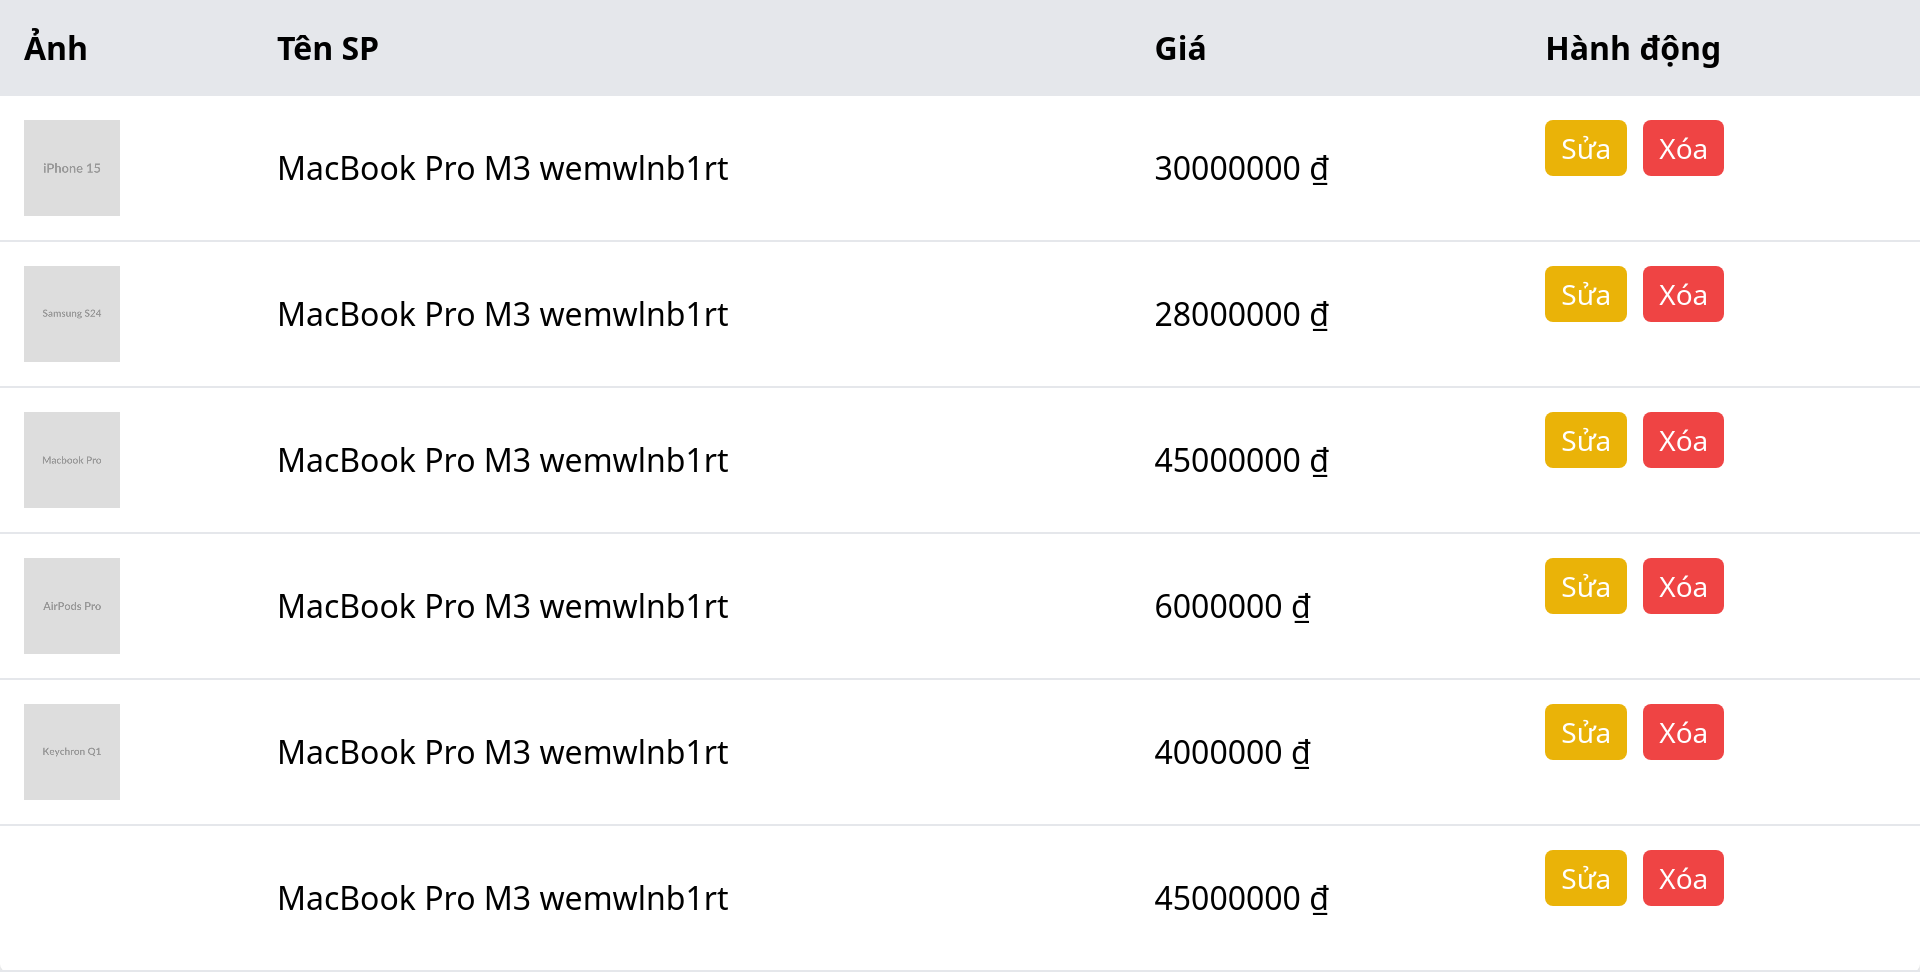 Ảnh Tên SP Giá Hành động
iPhone 15 MacBook Pro M3 wemwlnb1rt 30000000 ₫ Sửa Xóa
Samsung S24 MacBook Pro M3 wemwlnb1rt 28000000 ₫ Sửa Xóa
Macbook Pro MacBook Pro M3 wemwlnb1rt 45000000 ₫ Sửa Xóa
AirPods Pro MacBook Pro M3 wemwlnb1rt 6000000 ₫ Sửa Xóa
Keychron Q1 MacBook Pro M3 wemwlnb1rt 4000000 ₫ Sửa Xóa
MacBook Pro M3 wemwlnb1rt 45000000 ₫ Sửa Xóa